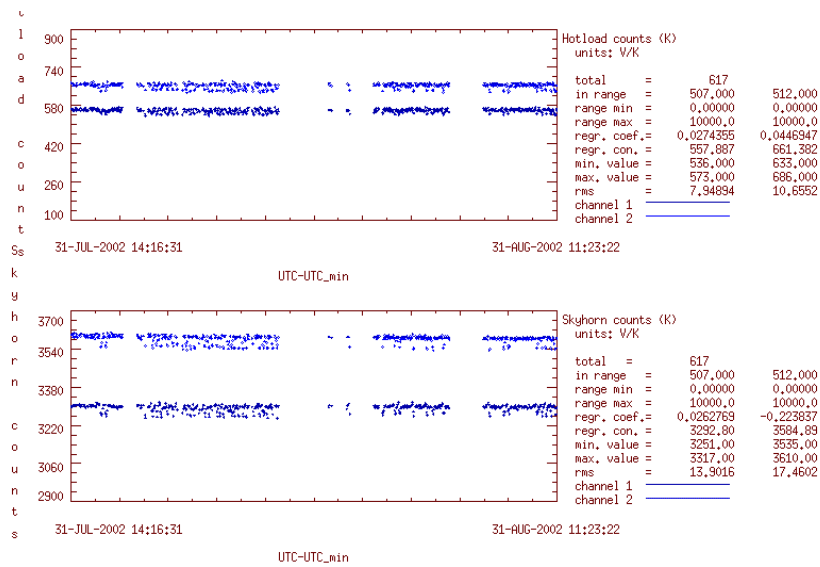 Hotload counts (K)
units: V/K
total = 617
in range = 507.000 512.000
range min = 0.00000 0.00000
range max = 10000.0 10000.0
regr. coef.= 0.0274355 0.0446947
regr. con. = 557.887 661.382
min. value = 536.000 633.000
max. value = 573.000 686.000
rms = 7.94894 10.6552
channel 1
channel 2
900
740
580
420
260
100
load count
31-JUL-2002 14:16:31
31-AUG-2002 11:23:22
UTC-UTC_min
Skyhorn counts (K)
units: V/K
total = 617
in range = 507.000 512.000
range min = 0.00000 0.00000
range max = 10000.0 10000.0
regr. coef.= 0.0262769 -0.223837
regr. con. = 3292.80 3584.89
min. value = 3251.00 3535.00
max. value = 3317.00 3610.00
rms = 13.9016 17.4602
channel 1
channel 2
3700
3540
3380
3220
3060
2900
Skyhorn counts
31-JUL-2002 14:16:31
31-AUG-2002 11:23:22
UTC-UTC_min